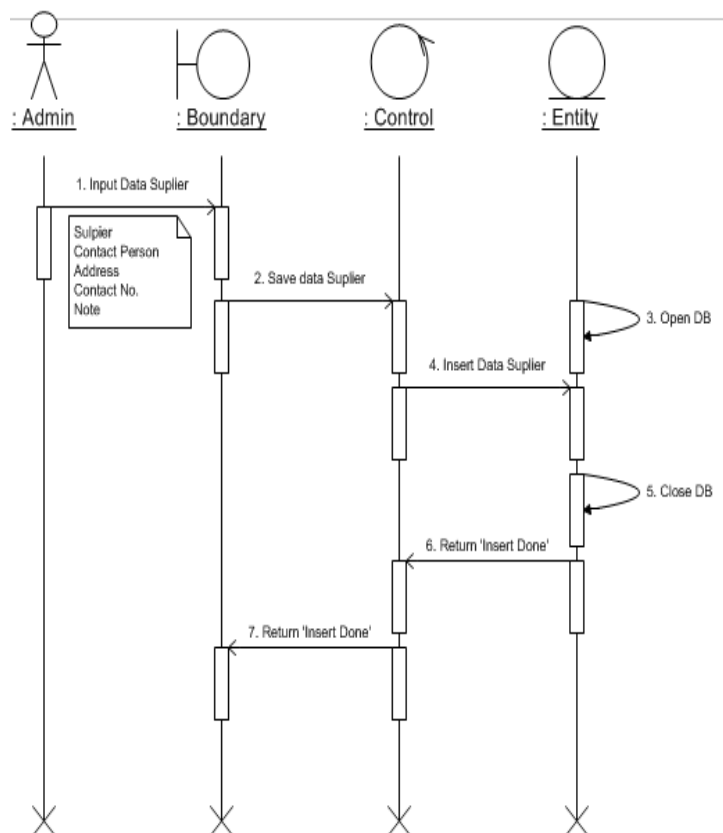 : Admin
: Boundary
: Control
: Entity
1. Input Data Suplier
Sulpier
Contact Person
Address
Contact No.
Note
2. Save data Suplier
3. Open DB
4. Insert Data Suplier
5. Close DB
6. Return 'Insert Done'
7. Return 'Insert Done'